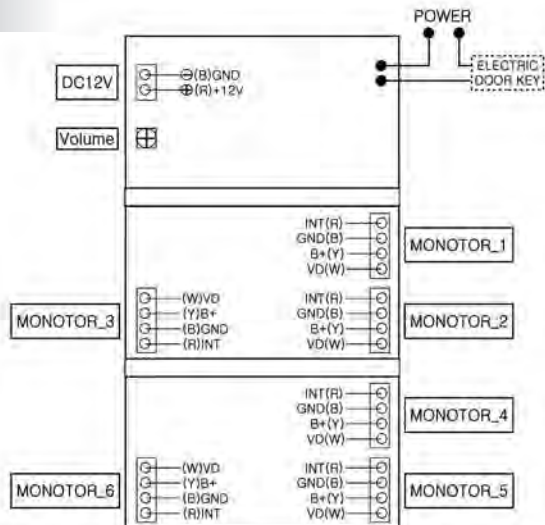 POWER
ELECTRIC
DOOR KEY
DC12V
⊖(B)GND
⊕(R)+12V
Volume
INT(R)
GND(B)
B+(Y)
VD(W)
MONOTOR_1
MONOTOR_3
(W)VD
(Y)B+
(B)GND
(R)INT
INT(R)
GND(B)
B+(Y)
VD(W)
MONOTOR_2
INT(R)
GND(B)
B+(Y)
VD(W)
MONOTOR_4
MONOTOR_6
(W)VD
(Y)B+
(B)GND
(R)INT
INT(R)
GND(B)
B+(Y)
VD(W)
MONOTOR_5